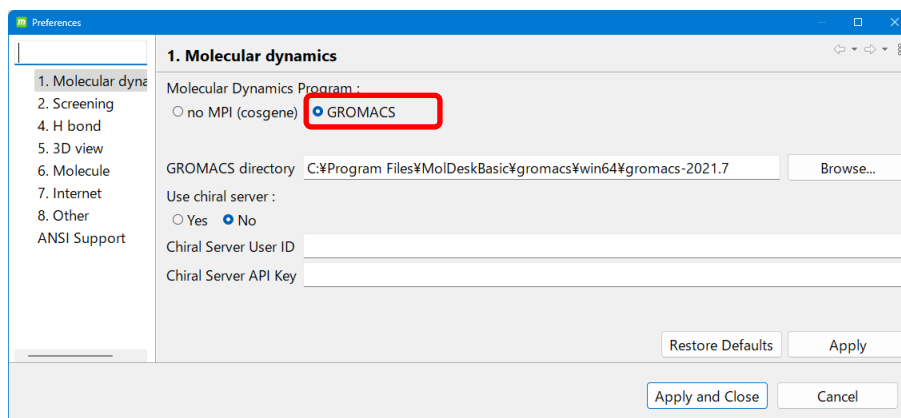 Preferences
1. Molecular dynamics
1. Molecular dyna
2. Screening
4. H bond
5. 3D view
6. Molecule
7. Internet
8. Other
ANSI Support
Molecular Dynamics Program :
no MPI (cosgene) GROMACS
GROMACS directory C:¥Program Files¥MolDeskBasic¥gromacs¥win64¥gromacs-2021.7 Browse...
Use chiral server :
Yes No
Chiral Server User ID
Chiral Server API Key
Restore Defaults Apply
Apply and Close Cancel